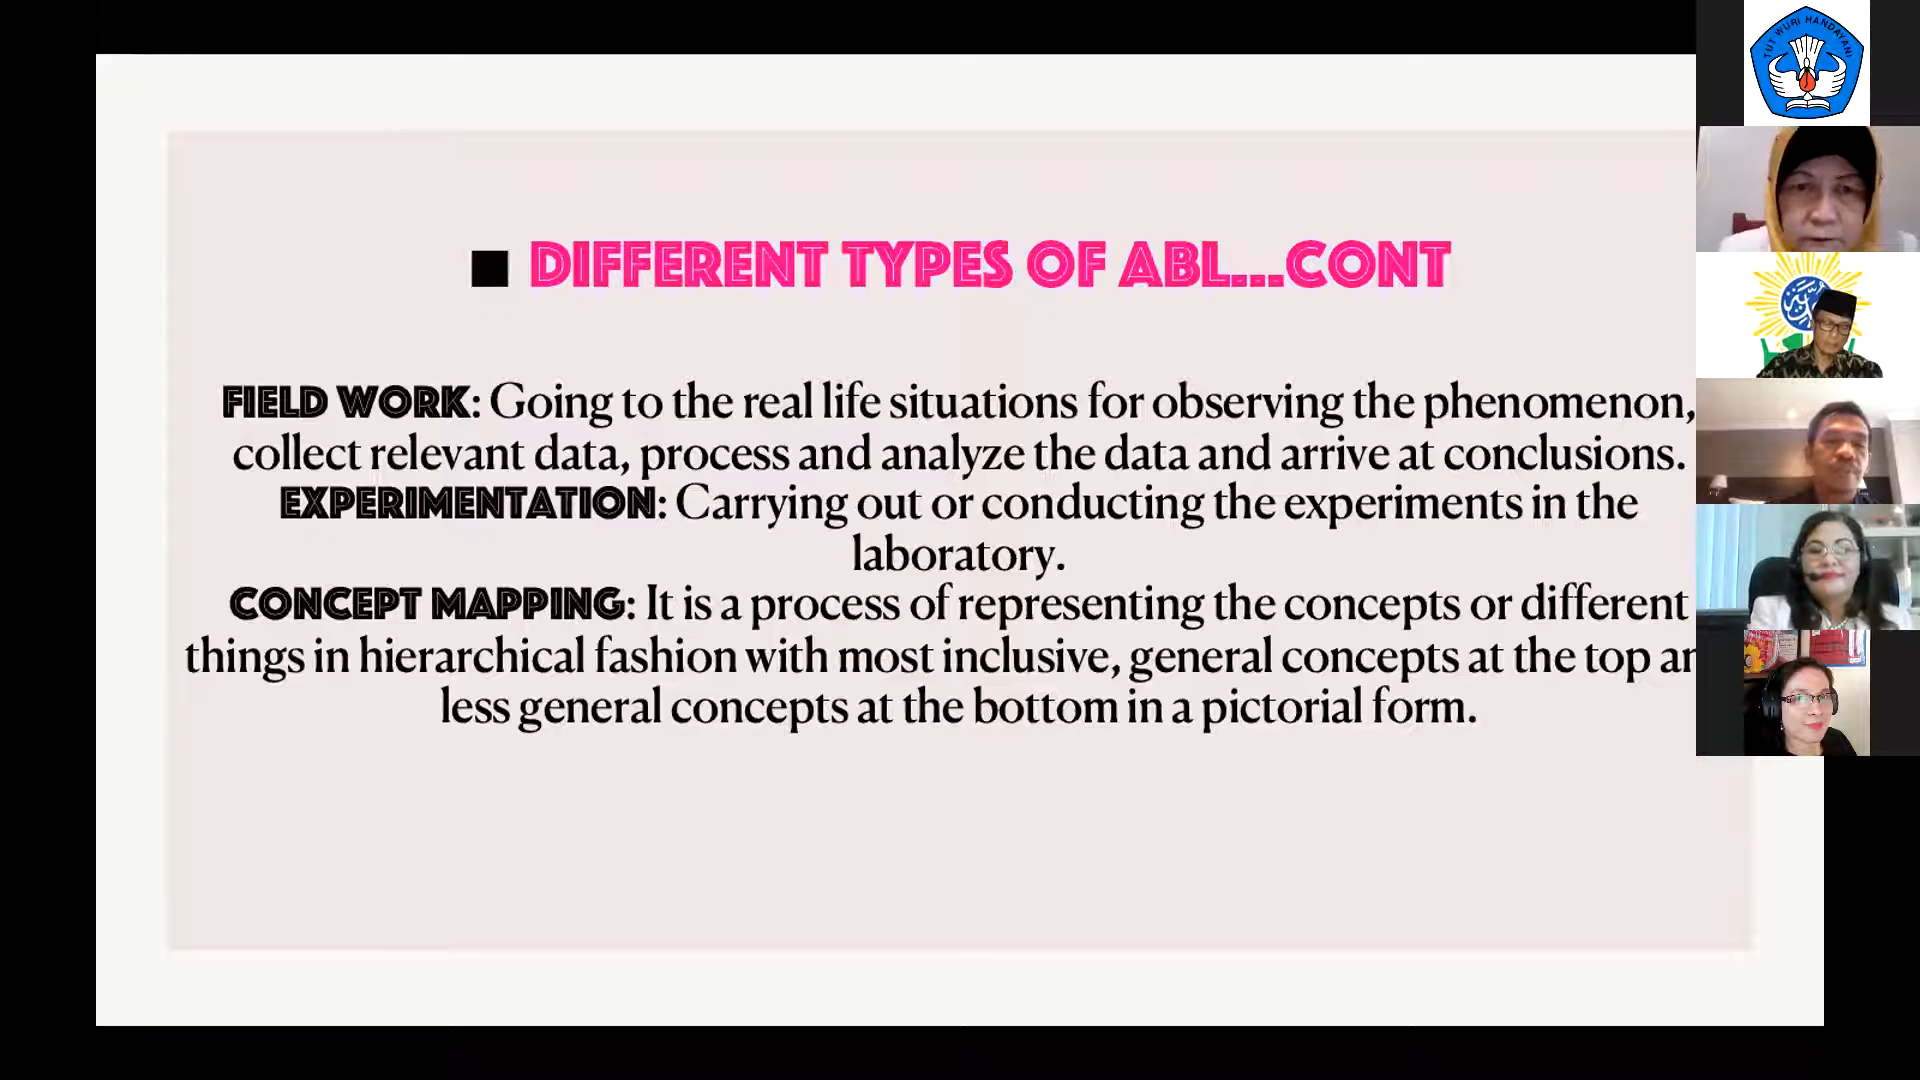 DIFFERENT TYPES OF ABL...CONT
FIELD WORK: Going to the real life situations for observing the phenomenon,
collect relevant data, process and analyze the data and arrive at conclusions.
EXPERIMENTATION: Carrying out or conducting the experiments in the
laboratory.
CONCEPT MAPPING: It is a process of representing the concepts or different
things in hierarchical fashion with most inclusive, general concepts at the top
less general concepts at the bottom in a pictorial form.
TUT WURI HANDAYANI